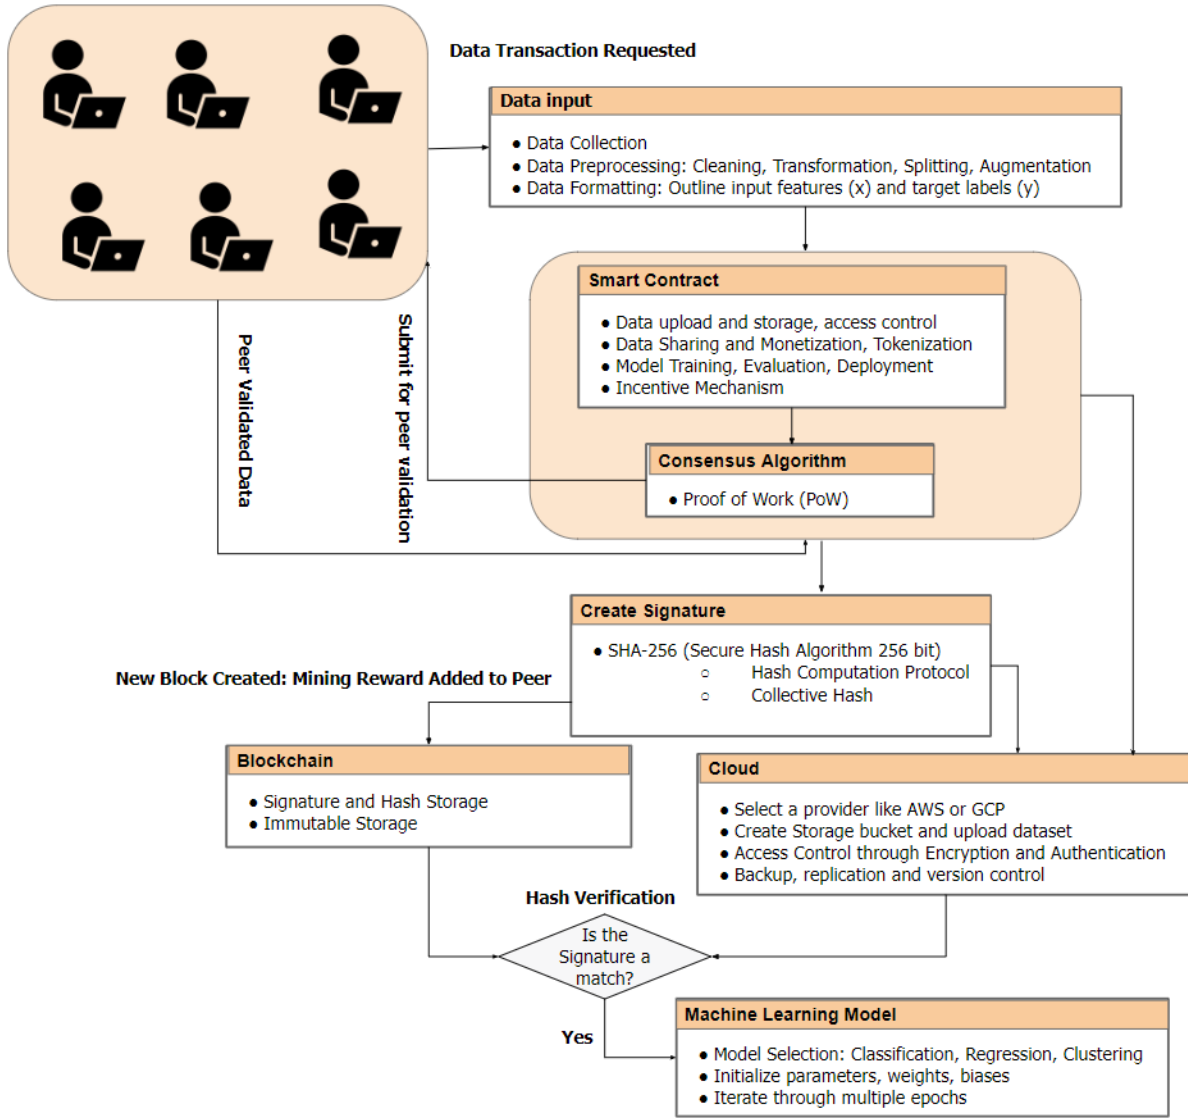 Data Transaction Requested
Data input
● Data Collection
● Data Preprocessing: Cleaning, Transformation, Splitting, Augmentation
● Data Formatting: Outline input features (x) and target labels (y)
Smart Contract
● Data upload and storage, access control
● Data Sharing and Monetization, Tokenization
● Model Training, Evaluation, Deployment
● Incentive Mechanism
Peer Validated Data
Submit for peer validation
Consensus Algorithm
● Proof of Work (PoW)
Create Signature
● SHA-256 (Secure Hash Algorithm 256 bit)
○ Hash Computation Protocol
○ Collective Hash
New Block Created: Mining Reward Added to Peer
Blockchain
● Signature and Hash Storage
● Immutable Storage
Cloud
● Select a provider like AWS or GCP
● Create Storage bucket and upload dataset
● Access Control through Encryption and Authentication
● Backup, replication and version control
Hash Verification
Is the
Signature a
match?
Yes
Machine Learning Model
● Model Selection: Classification, Regression, Clustering
● Initialize parameters, weights, biases
● Iterate through multiple epochs